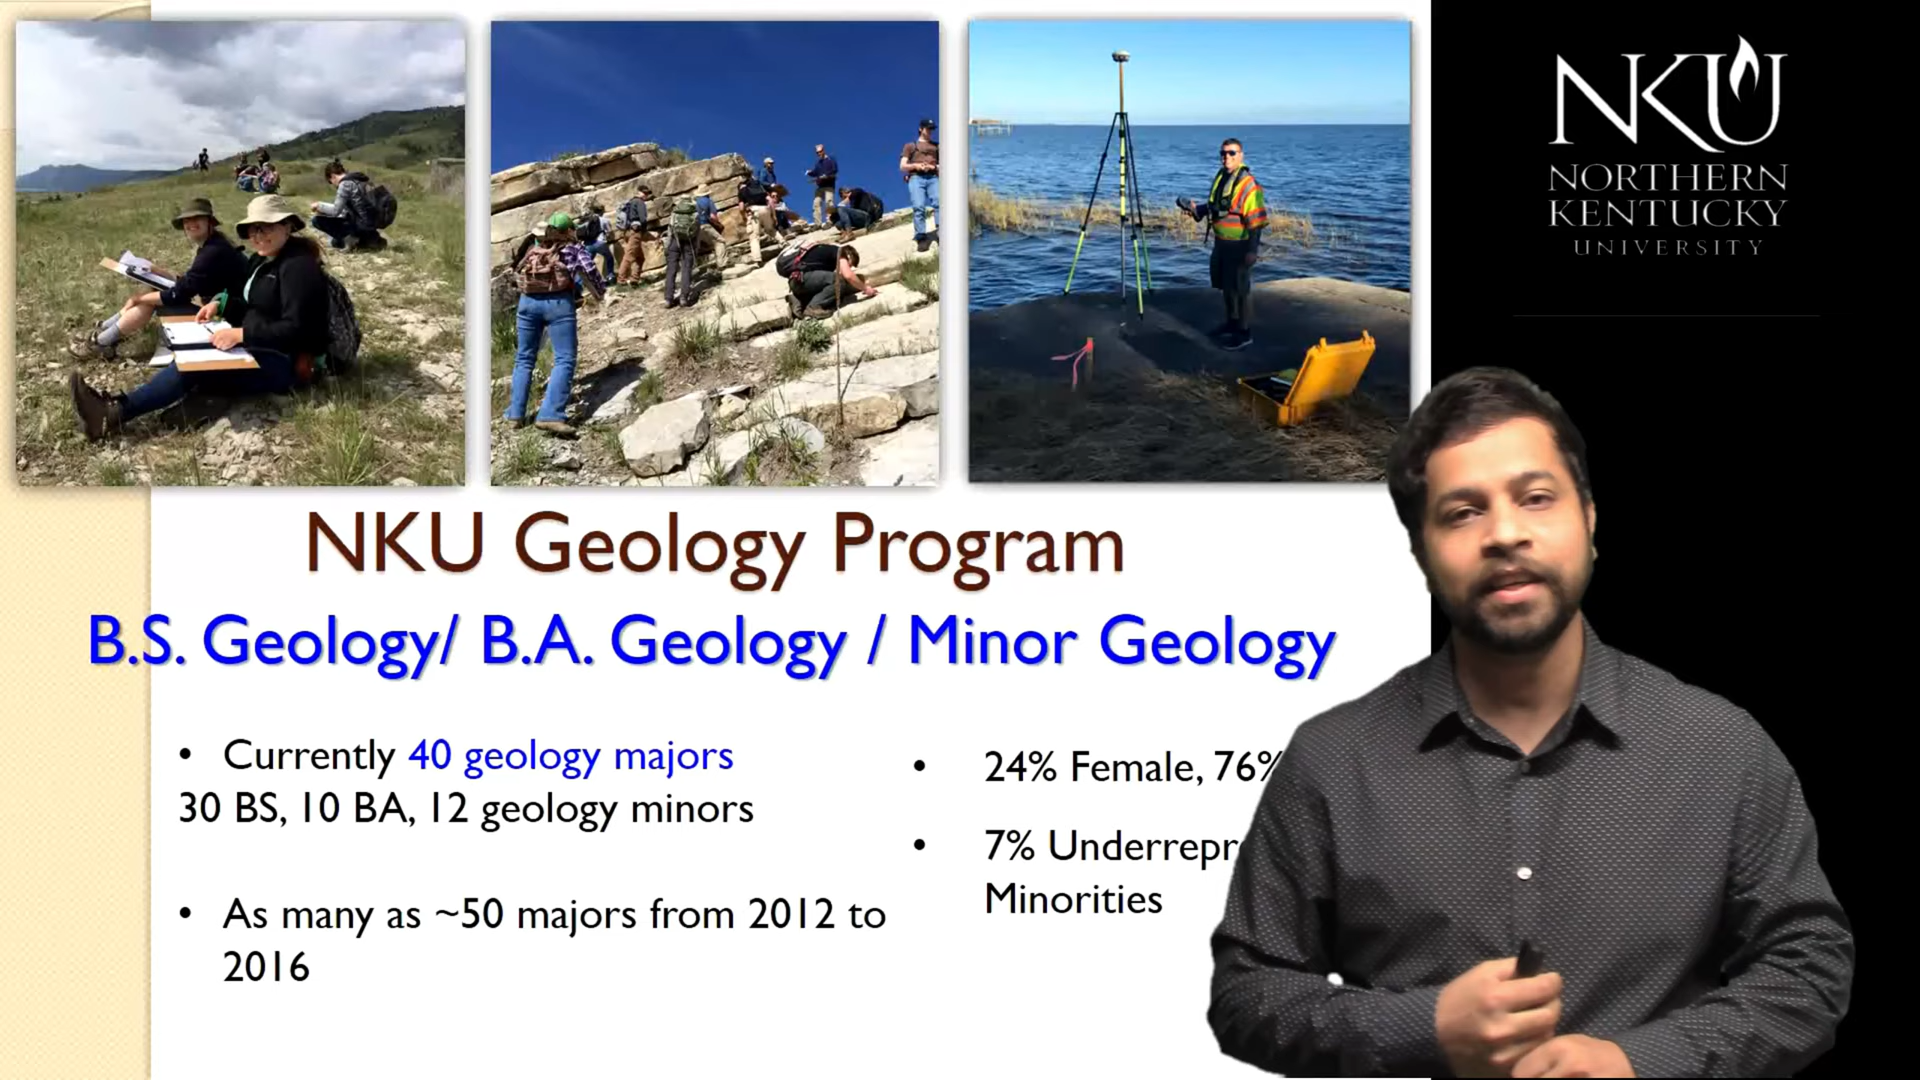 NKU
NORTHERN
KENTUCKY
UNIVERSITY
NKU Geology Program
B.S. Geology/ B.A. Geology / Minor Geology
• Currently 40 geology majors
30 BS, 10 BA, 12 geology minors
• As many as ~50 majors from 2012 to
2016
• 24% Female, 76%
• 7%
Minorities